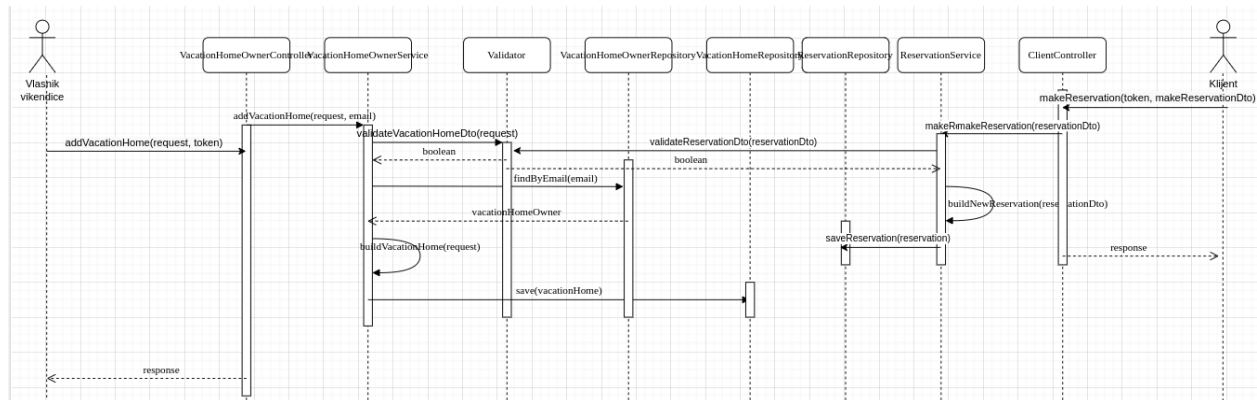 VacationHomeOwnerController
VacationHomeOwnerService
Validator
VacationHomeOwnerRepository
VacationHomeRepository
ReservationRepository
ReservationService
ClientController
Vlasnik
vikendice
Klijent
makeReservation(token, makeReservationDto)
addVacationHome(request, email)
makeReservation(reservationDto)
validateVacationHomeDto(request)
addVacationHome(request, token)
validateReservationDto(reservationDto)
boolean
boolean
findByEmail(email)
buildNewReservation(reservationDto)
vacationHomeOwner
saveReservation(reservation)
buildVacationHome(request)
response
save(vacationHome)
response